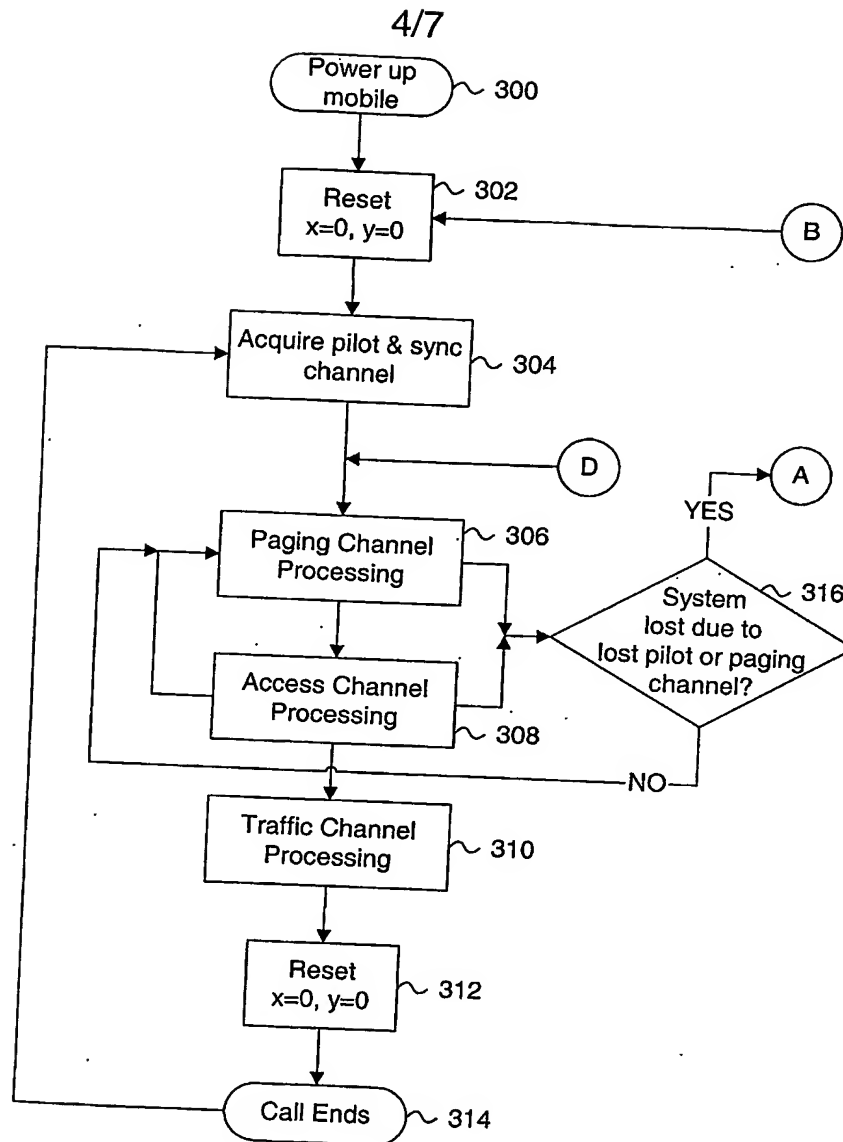 4/7
Power up
mobile
300
302
Reset
x=0, y=0
B
Acquire pilot & sync
channel
304
D
A
YES
306
Paging Channel
Processing
316
System
lost due to
lost pilot or paging
channel?
Access Channel
Processing
308
NO
Traffic Channel
Processing
310
Reset
x=0, y=0
312
Call Ends
314